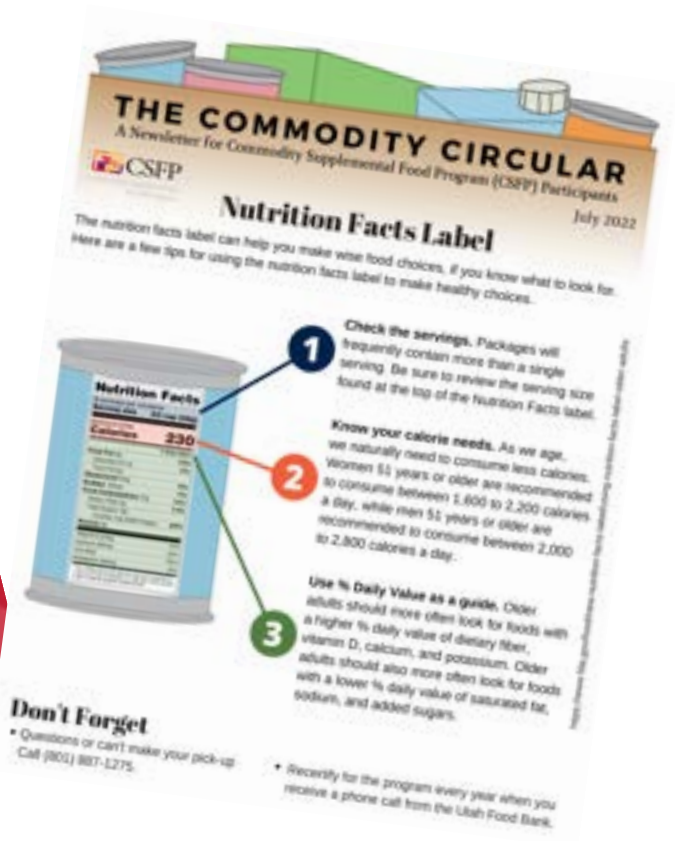 THE COMMODITY CIRCULAR
A Newsletter for Commodity Supplemental Food Program (CSFP) Participants
CSFP
July 2022
Nutrition Facts Label
The nutrition facts label can help you make wise food choices, if you know what to look for.
Here are a few tips for using the nutrition facts label to make healthy choices.
1
Check the servings. Packages will
frequently contain more than a single
serving. Be sure to review the serving size
found at the top of the Nutrition Facts label.
Nutrition Facts
Calories 230
2
Know your calorie needs. As we age,
we naturally need to consume less calories.
Women 51 years or older are recommended
to consume between 1,600 to 2,200 calories
a day, while men 51 years or older are
recommended to consume between 2,000
to 2,800 calories a day.
3
Use % Daily Value as a guide. Older
adults should more often look for foods with
a higher % daily value of dietary fiber,
vitamin D, calcium, and potassium. Older
adults should also more often look for foods
with a lower % daily value of saturated fat,
sodium, and added sugars.
Don't Forget
• Questions or can't make your pick-up
Call (801) 887-1275.
• Recertify for the program every year when you
receive a phone call from the Utah Food Bank.